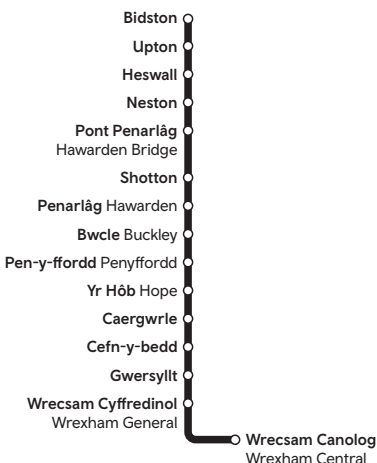 Bidston
Upton
Heswall
Neston
Pont Penarlâg
Hawarden Bridge
Shotton
Penarlâg Hawarden
Bwcle Buckley
Pen-y-ffordd Penyffordd
Yr Hôb Hope
Caergwrle
Cefn-y-bedd
Gwersyllt
Wrecsam Cyffredinol
Wrexham General
Wrecsam Canolog
Wrexham Central